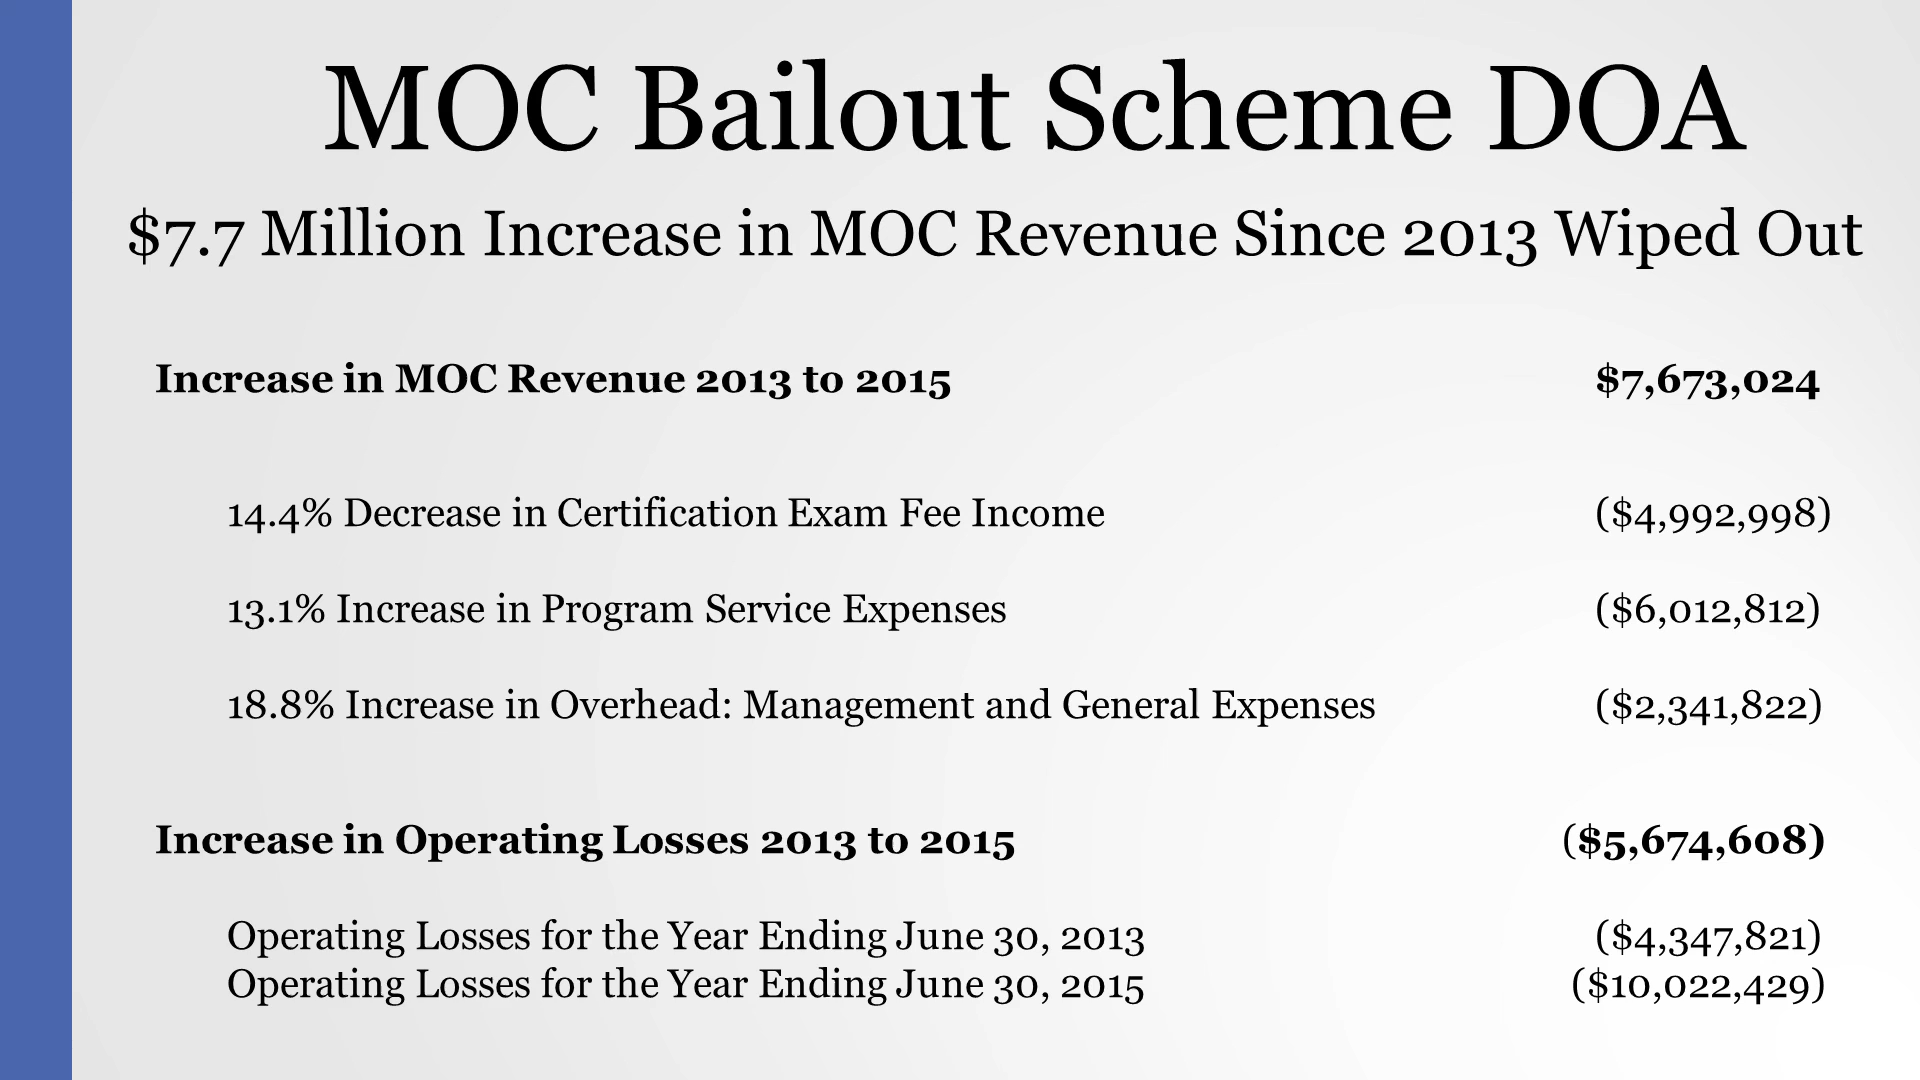 MOC Bailout Scheme DOA
$7.7 Million Increase in MOC Revenue Since 2013 Wiped Out
Increase in MOC Revenue 2013 to 2015 $7,673,024
14.4% Decrease in Certification Exam Fee Income ($4,992,998)
13.1% Increase in Program Service Expenses ($6,012,812)
18.8% Increase in Overhead: Management and General Expenses ($2,341,822)
Increase in Operating Losses 2013 to 2015 ($5,674,608)
Operating Losses for the Year Ending June 30, 2013 ($4,347,821)
Operating Losses for the Year Ending June 30, 2015 ($10,022,429)